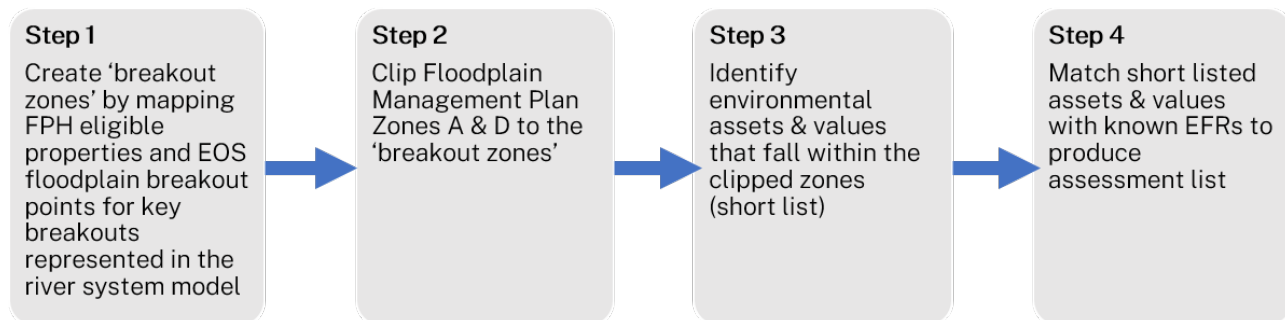 Step 1
Create ‘breakout
zones’ by mapping
FPH eligible
properties and EOS
floodplain breakout
points for key
breakouts
represented in the
river system model
Step 2
Clip Floodplain
Management Plan
Zones A & D to the
‘breakout zones’
Step 3
Identify
environmental
assets & values
that fall within the
clipped zones
(short list)
Step 4
Match short listed
assets & values
with known EFRs to
produce
assessment list